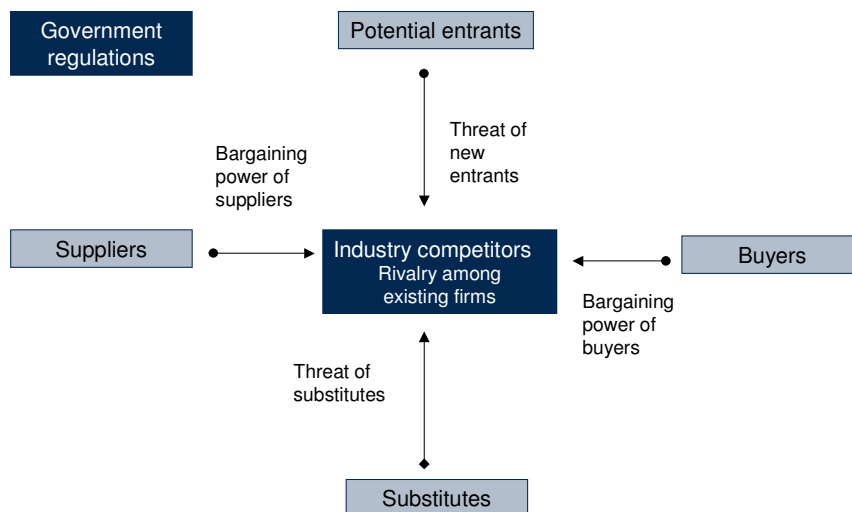 Government
regulations
Potential entrants
Threat of
new
entrants
Bargaining
power of
suppliers
Suppliers
Industry competitors
Rivalry among
existing firms
Buyers
Bargaining
power of
buyers
Threat of
substitutes
Substitutes